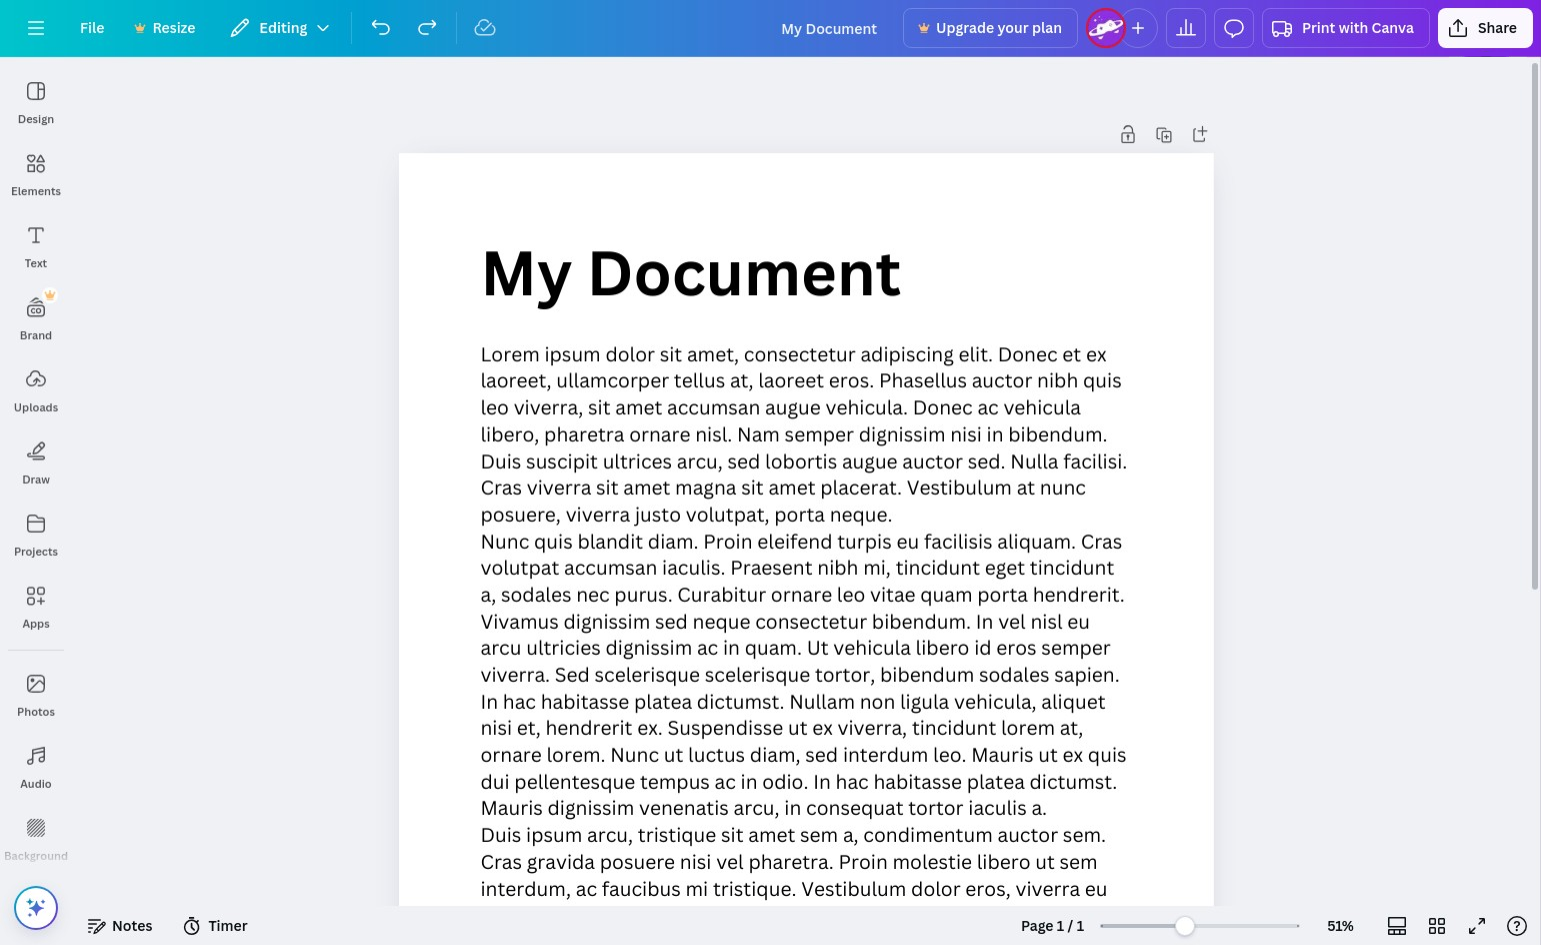 File
Resize
Editing
My Document
Upgrade your plan
Print with Canva
Share
Design
Elements
Text
Brand
Uploads
Draw
Projects
Apps
Photos
Audio
Background
My Document
Lorem ipsum dolor sit amet, consectetur adipiscing elit. Donec et ex
laoreet, ullamcorper tellus at, laoreet eros. Phasellus auctor nibh quis
leo viverra, sit amet accumsan augue vehicula. Donec ac vehicula
libero, pharetra ornare nisl. Nam semper dignissim nisi in bibendum.
Duis suscipit ultrices arcu, sed lobortis augue auctor sed. Nulla facilisi.
Cras viverra sit amet magna sit amet placerat. Vestibulum at nunc
posuere, viverra justo volutpat, porta neque.
Nunc quis blandit diam. Proin eleifend turpis eu facilisis aliquam. Cras
volutpat accumsan iaculis. Praesent nibh mi, tincidunt eget tincidunt
a, sodales nec purus. Curabitur ornare leo vitae quam porta hendrerit.
Vivamus dignissim sed neque consectetur bibendum. In vel nisl eu
arcu ultricies dignissim ac in quam. Ut vehicula libero id eros semper
viverra. Sed scelerisque scelerisque tortor, bibendum sodales sapien.
In hac habitasse platea dictumst. Nullam non ligula vehicula, aliquet
nisi et, hendrerit ex. Suspendisse ut ex viverra, tincidunt lorem at,
ornare lorem. Nunc ut luctus diam, sed interdum leo. Mauris ut ex quis
dui pellentesque tempus ac in odio. In hac habitasse platea dictumst.
Mauris dignissim venenatis arcu, in consequat tortor iaculis a.
Duis ipsum arcu, tristique sit amet sem a, condimentum auctor sem.
Cras gravida posuere nisi vel pharetra. Proin molestie libero ut sem
interdum, ac faucibus mi tristique. Vestibulum dolor eros, viverra eu
Notes
Timer
Page 1 / 1
51%